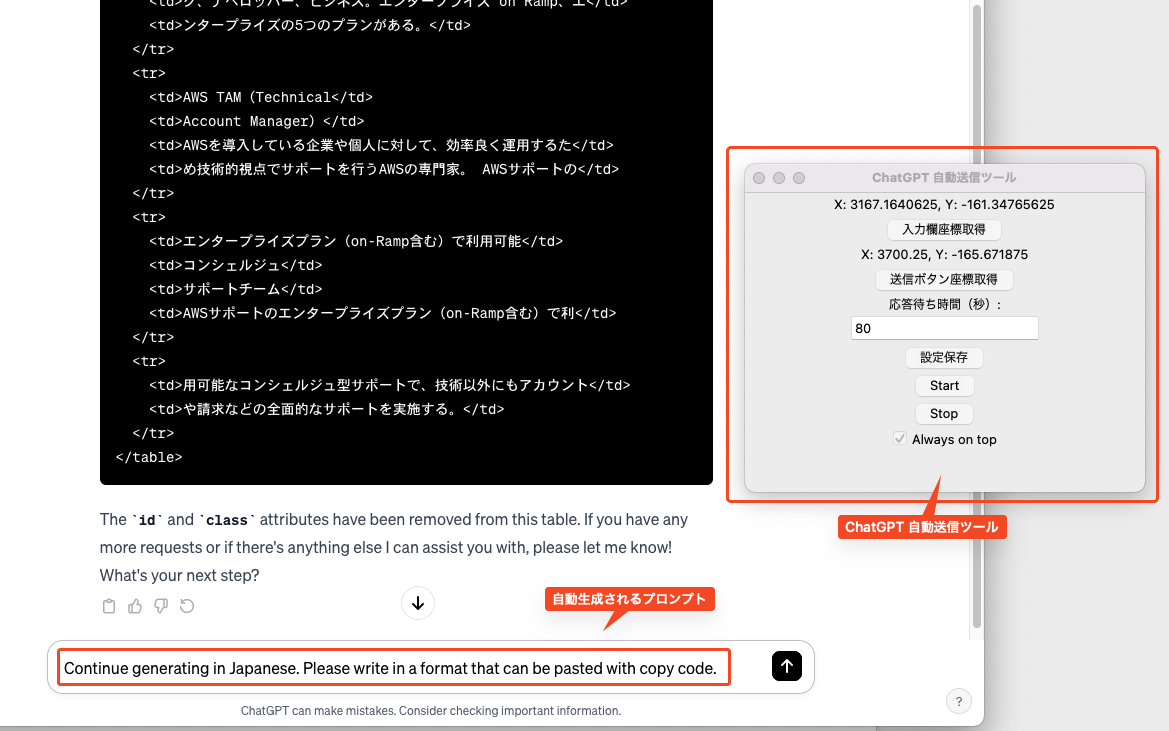 <td>ク、デベロッパー、ビジネス。エンタープライズ on Ramp、エ</td>
<td>ンタープライズの5つのプランがある。</td>
</tr>
<tr>
<td>AWS TAM（Technical</td>
<td>Account Manager）</td>
<td>AWSを導入している企業や個人に対して、効率良く運用するた</td>
<td>め技術的視点でサポートを行うAWSの専門家。 AWSサポートの</td>
</tr>
<tr>
<td>エンタープライズプラン（on-Ramp含む）で利用可能</td>
<td>コンシェルジュ</td>
<td>サポートチーム</td>
<td>AWSサポートのエンタープライズプラン（on-Ramp含む）で利</td>
</tr>
<tr>
<td>用可能なコンシェルジュ型サポートで、技術以外にもアカウント</td>
<td>や請求などの全面的なサポートを実施する。</td>
</tr>
</table>
The `id` and `class` attributes have been removed from this table. If you have any
more requests or if there's anything else I can assist you with, please let me know!
What's your next step?
自動生成されるプロンプト
Continue generating in Japanese. Please write in a format that can be pasted with copy code.
ChatGPT can make mistakes. Consider checking important information.
?
ChatGPT 自動送信ツール
X: 3167.1640625, Y: -161.34765625
入力欄座標取得
X: 3700.25, Y: -165.671875
送信ボタン座標取得
応答待ち時間（秒）:
80
設定保存
Start
Stop
Always on top
ChatGPT 自動送信ツール